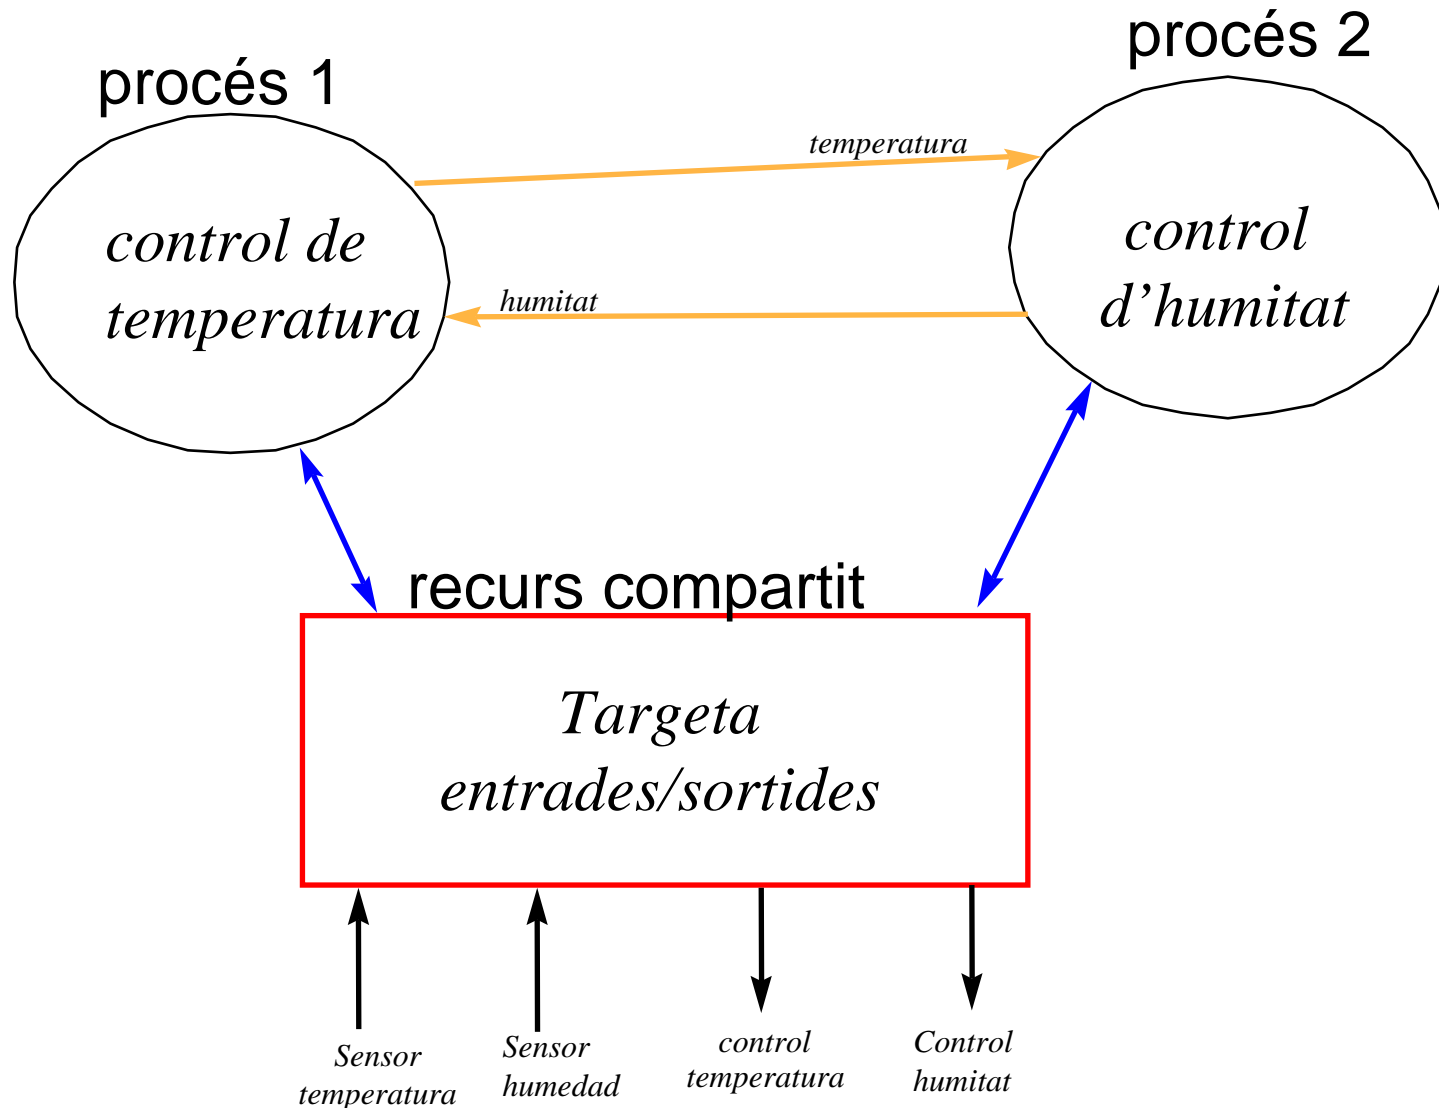 procés 1
procés 2
temperatura
control de
temperatura
control
d’humitat
humitat
recurs compartit
Targeta
entrades/sortides
Sensor
temperatura
Sensor
humedad
control
temperatura
Control
humitat